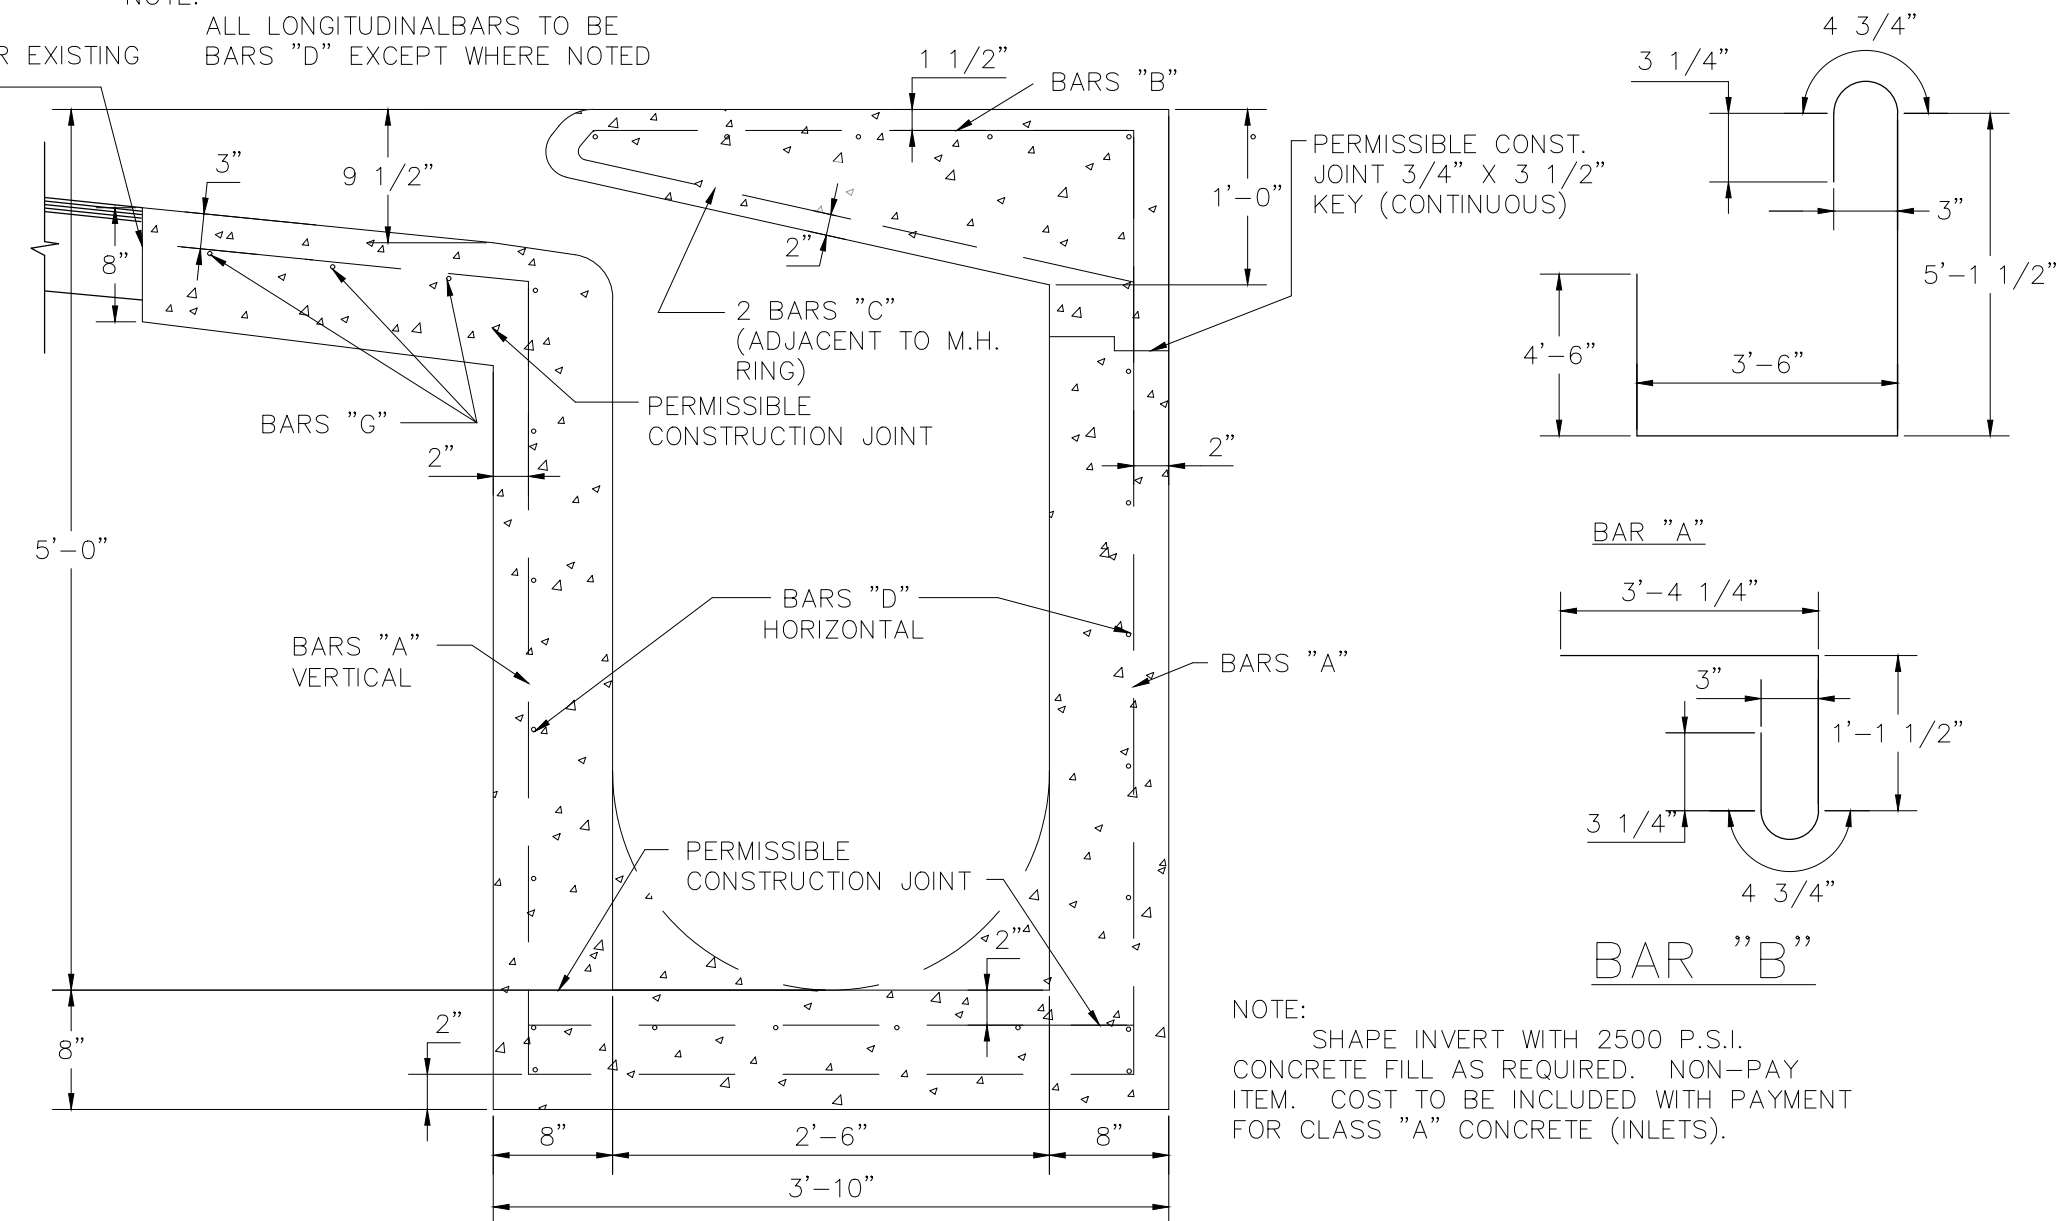 NOTE:
ALL LONGITUDINALBARS TO BE
BARS "D" EXCEPT WHERE NOTED
R EXISTING
1 1/2"
BARS "B"
9 1/2"
3"
8"
1'-0"
PERMISSIBLE CONST.
JOINT 3/4" X 3 1/2"
KEY (CONTINUOUS)
2"
2 BARS "C"
(ADJACENT TO M.H.
RING)
BARS "G"
PERMISSIBLE
CONSTRUCTION JOINT
2"
2"
5'-0"
BARS "D"
HORIZONTAL
BARS "A"
VERTICAL
BARS "A"
PERMISSIBLE
CONSTRUCTION JOINT
2"
2"
8"
8"
2'-6"
8"
3'-10"
4 3/4"
3 1/4"
3"
5'-1 1/2"
4'-6"
3'-6"
BAR "A"
3'-4 1/4"
3"
1'-1 1/2"
3 1/4"
4 3/4"
BAR "B"
NOTE:
SHAPE INVERT WITH 2500 P.S.I.
CONCRETE FILL AS REQUIRED. NON-PAY
ITEM. COST TO BE INCLUDED WITH PAYMENT
FOR CLASS "A" CONCRETE (INLETS).